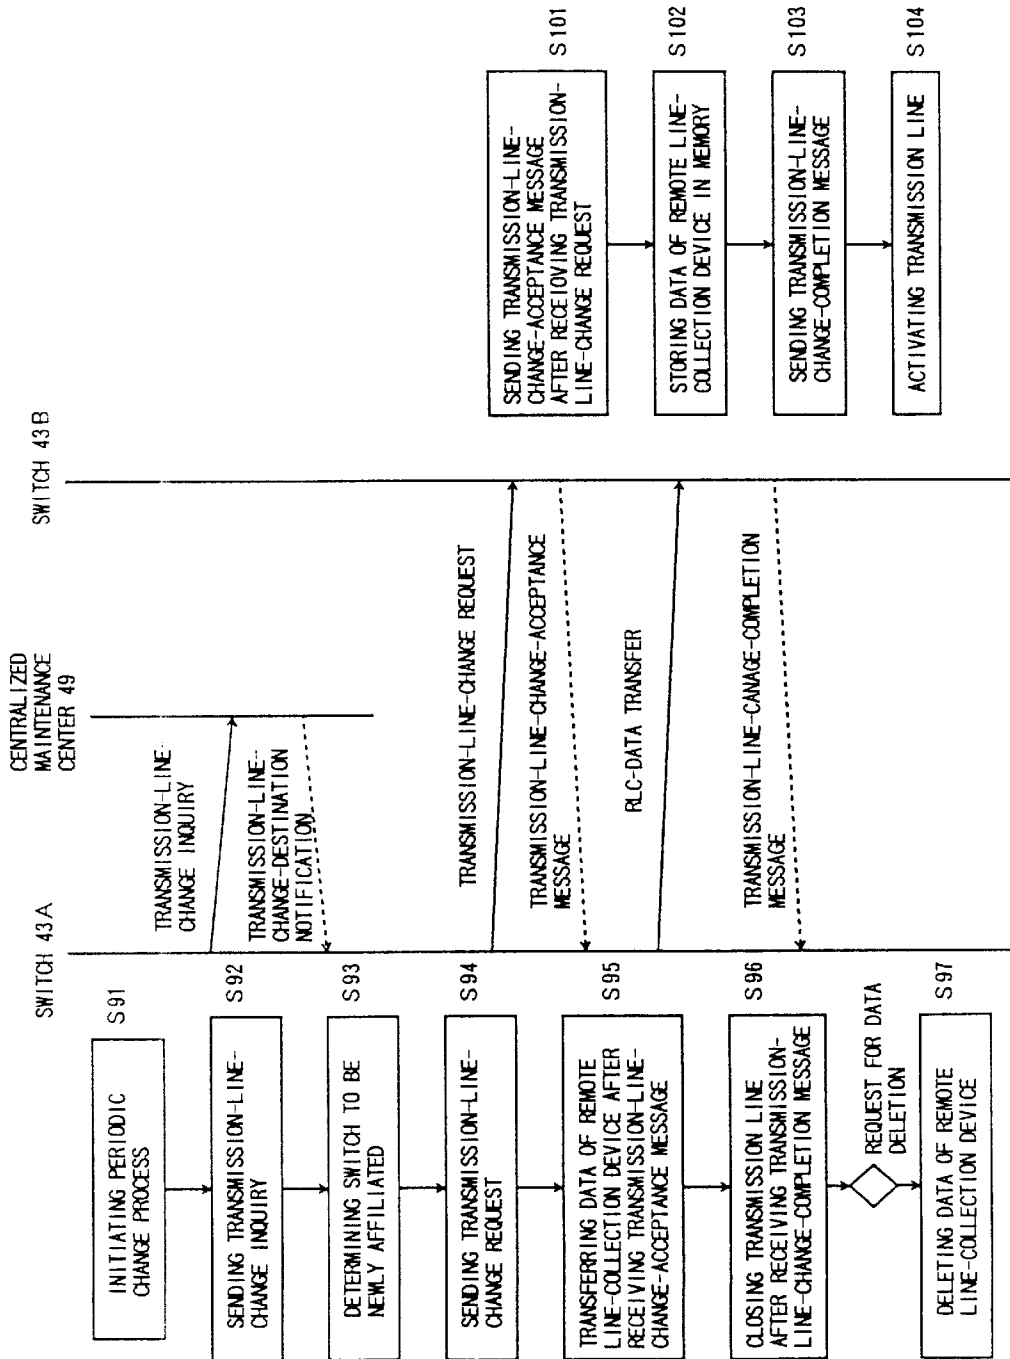 SWITCH 43A
CENTRALIZED
MAINTENANCE
CENTER 49
SWITCH 43B
S91
INITIATING PERIODIC
CHANGE PROCESS
S92
SENDING TRANSMISSION-LINE-
CHANGE INQUIRY
S93
DETERMINING SWITCH TO BE
NEWLY AFFILIATED
S94
SENDING TRANSMISSION-LINE-
CHANGE REQUEST
S95
TRANSFERRING DATA OF REMOTE
LINE-COLLECTION DEVICE AFTER
RECEIVING TRANSMISSION-LINE-
CHANGE-ACCEPTANCE MESSAGE
S96
CLOSING TRANSMISSION LINE
AFTER RECEIVING TRANSMISSION-
LINE-CHANGE-COMPLETION MESSAGE
REQUEST FOR DATA
DELETION
S97
DELETING DATA OF REMOTE
LINE-COLLECTION DEVICE
TRANSMISSION-LINE-
CHANGE INQUIRY
TRANSMISSION-LINE-
CHANGE-DESTINATION
NOTIFICATION
TRANSMISSION-LINE-CHANGE REQUEST
TRANSMISSION-LINE-CHANGE-ACCEPTANCE
MESSAGE
RLC-DATA TRANSFER
TRANSMISSION-LINE-CANAGE-COMPLETION
MESSAGE
SENDING TRANSMISSION-LINE-
CHANGE-ACCEPTANCE MESSAGE
AFTER RECEIOVING TRANSMISSION-
LINE-CHANGE REQUEST
S101
STORING DATA OF REMOTE LINE-
COLLECTION DEVICE IN MEMORY
S102
SENDING TRANSMISSION-LINE-
CHANGE-COMPLETION MESSAGE
S103
ACTIVATING TRANSMISSION LINE
S104